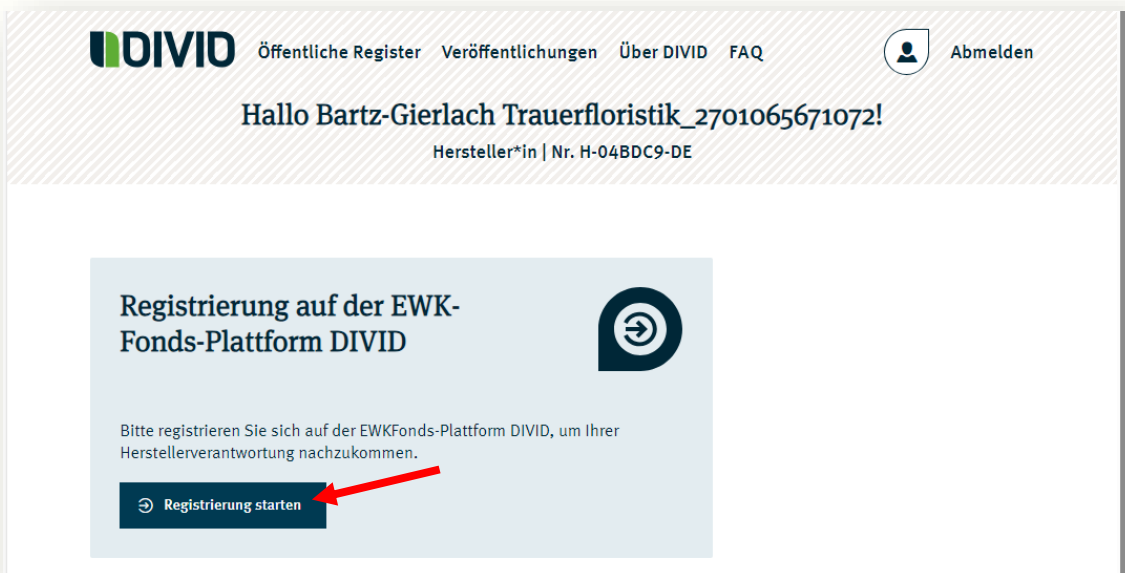 DIVID Öffentliche Register Veröffentlichungen Über DIVID FAQ Abmelden
Hallo Bartz-Gierlach Trauerfloristik_2701065671072!
Hersteller*in | Nr. H-04BDC9-DE
Registrierung auf der EWK-
Fonds-Plattform DIVID
Bitte registrieren Sie sich auf der EWKFonds-Plattform DIVID, um Ihrer
Herstellerverantwortung nachzukommen.
Registrierung starten